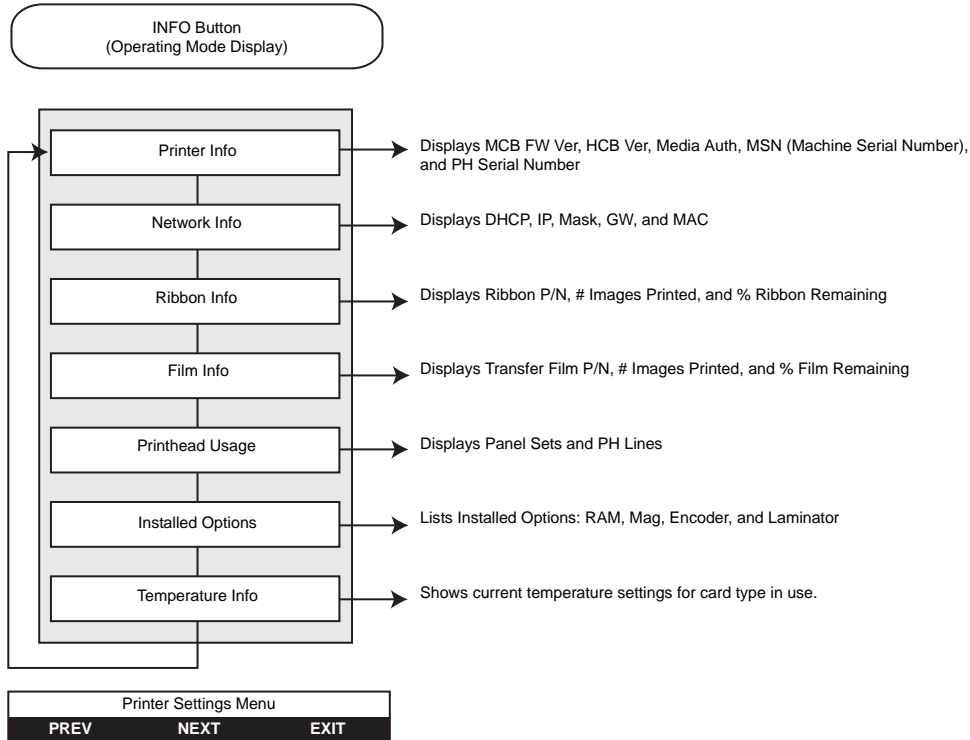 INFO Button
(Operating Mode Display)
Printer Info
Displays MCB FW Ver, HCB Ver, Media Auth, MSN (Machine Serial Number),
and PH Serial Number
Network Info
Displays DHCP, IP, Mask, GW, and MAC
Ribbon Info
Displays Ribbon P/N, # Images Printed, and % Ribbon Remaining
Film Info
Displays Transfer Film P/N, # Images Printed, and % Film Remaining
Printhead Usage
Displays Panel Sets and PH Lines
Installed Options
Lists Installed Options: RAM, Mag, Encoder, and Laminator
Temperature Info
Shows current temperature settings for card type in use.
Printer Settings Menu
PREV NEXT EXIT